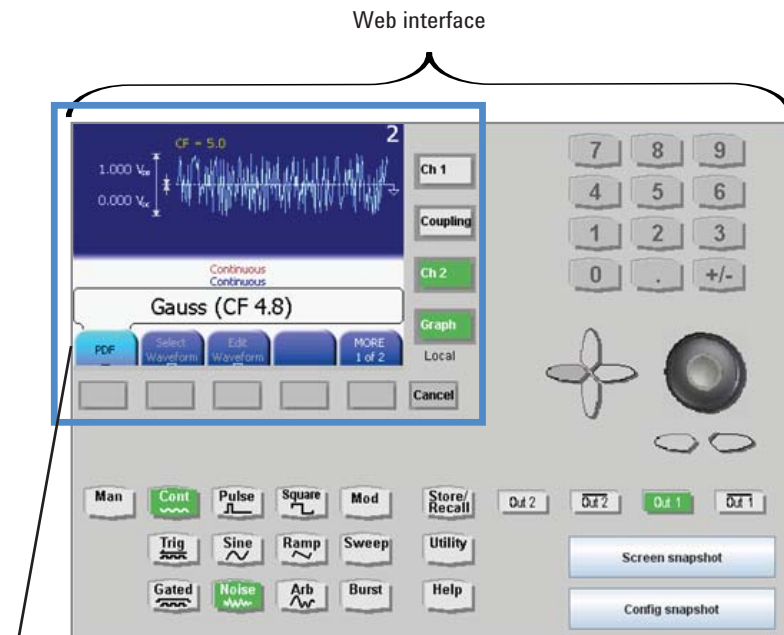 Web interface
CF = 5.0
2
1.000 Vpp
0.000 Vdc
Continuous
Continuous
Gauss (CF 4.8)
PDF
Select Waveform
Edit Waveform
MORE
1 of 2
Ch 1
Coupling
Ch 2
Graph
Local
Cancel
7 8 9
4 5 6
1 2 3
0 . +/-
Man Cont Pulse Square Mod Store/
Recall
Out 2 Out 2 Out 1 Out 1
Trig Sine Ramp Sweep Utility
Screen snapshot
Gated Noise Arb Burst Help
Config snapshot